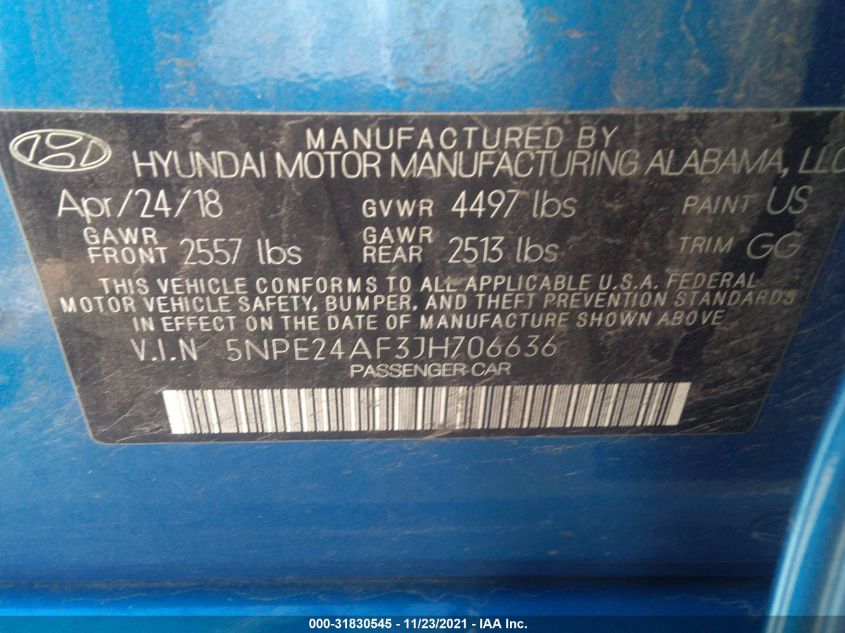 MANUFACTURED BY
HYUNDAI MOTOR MANUFACTURING ALABAMA, LLC
Apr/24/18 GVWR 4497 lbs PAINT US
GAWR FRONT 2557 lbs GAWR REAR 2513 lbs TRIM GG
THIS VEHICLE CONFORMS TO ALL APPLICABLE U.S.A. FEDERAL
MOTOR VEHICLE SAFETY, BUMPER, AND THEFT PREVENTION STANDARDS
IN EFFECT ON THE DATE OF MANUFACTURE SHOWN ABOVE.
V.I.N 5NPE24AF3JH706636
PASSENGER CAR
000-31830545 — 11/23/2021 — IAA Inc.